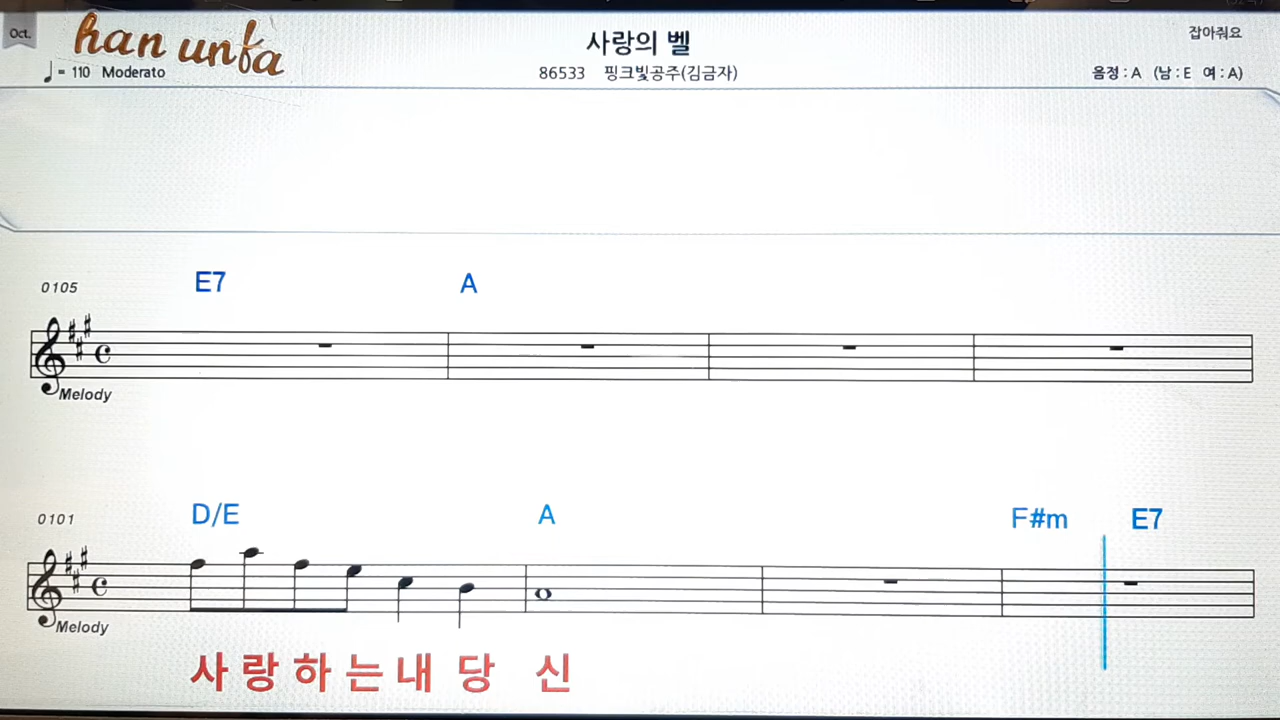 Oct.
han unfa
사랑의 벨
잡아줘요
♩= 110 Moderato
86533 핑크빛공주(김금자)
음정 : A (남 : E 여 : A)
0105
E7 A
Melody
0101
D/E A F#m E7
Melody
사랑하는내 당 신